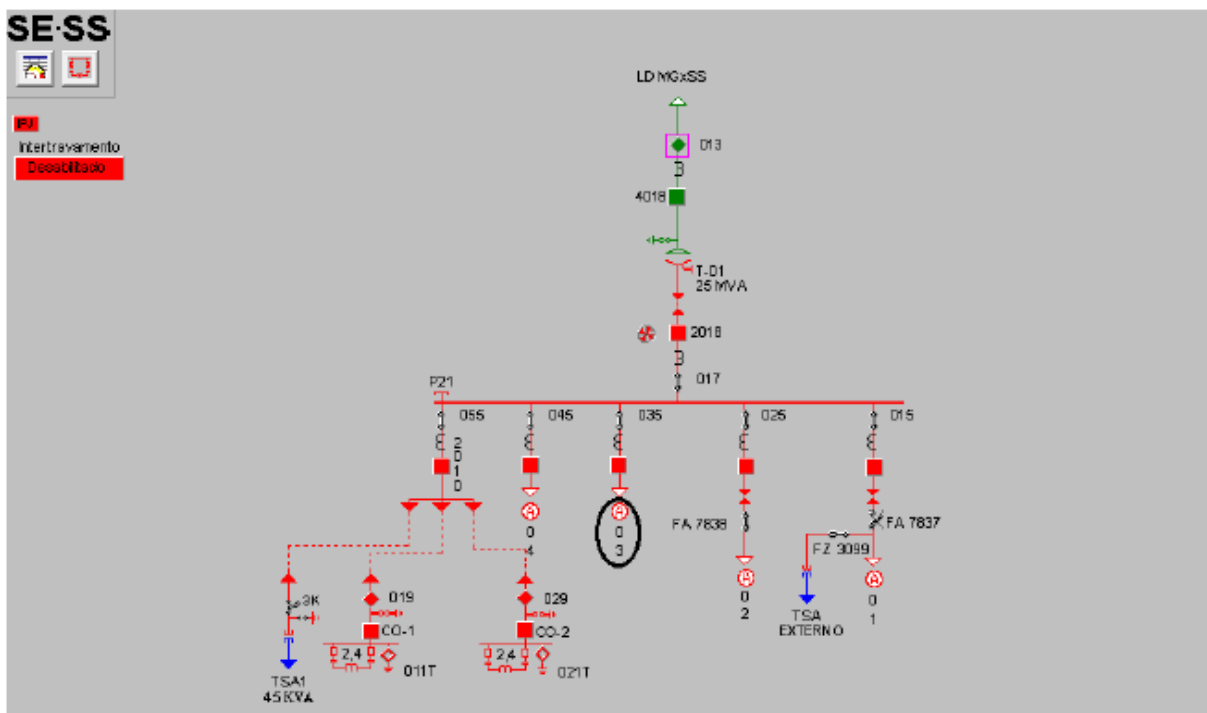 SE·SS
IPU
Intertravamento
Desabilitado
LD MGxSS
013
4018
T-01
25 MVA
2018
017
P21
055
045
035
025
015
2
0
1
0
FA 7838
FA 7837
FZ 3099
0
4
0
3
0
2
0
1
3K
019
029
CO-1
CO-2
2,4
2,4
011T
021T
TSA1
45 KVA
TSA
EXTERNO
A
A
A
A